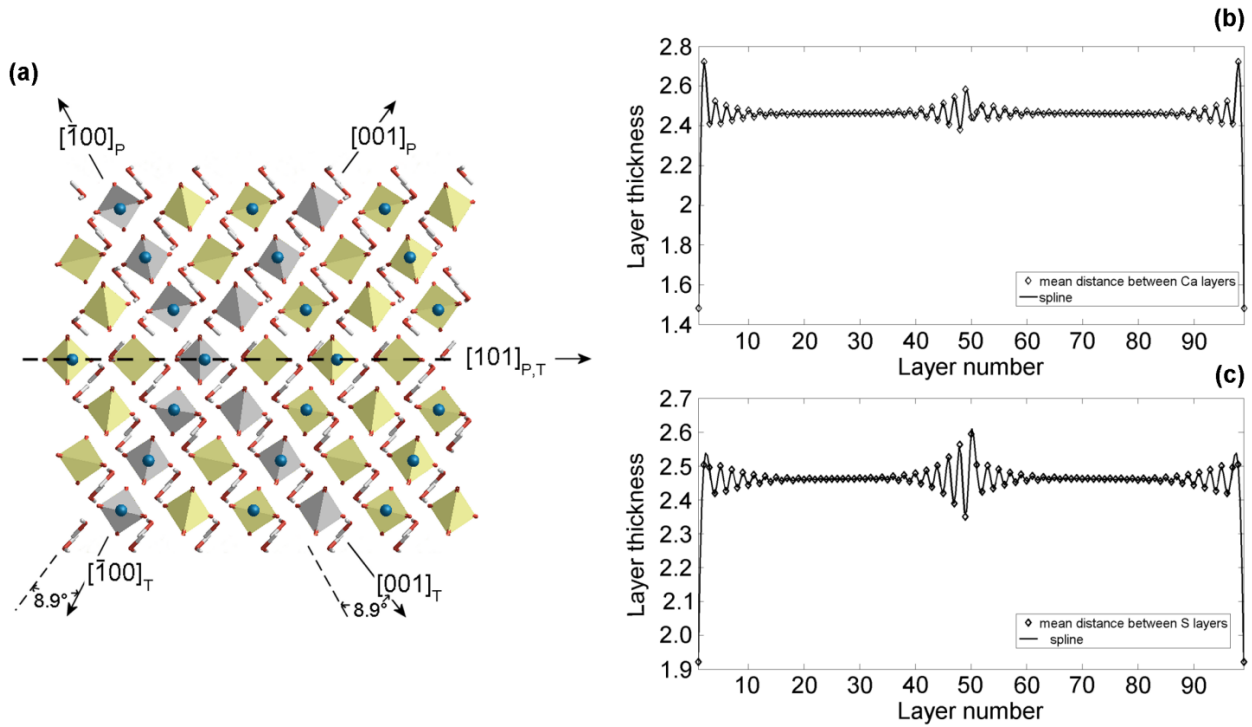 (a)
[1̄00]P
[001]P
[101]P,T
[1̄00]T
[001]T
8.9°
8.9°
(b)
2.8
2.6
2.4
2.2
2
1.8
1.6
1.4
Layer thickness
mean distance between Ca layers
spline
10 20 30 40 50 60 70 80 90
Layer number
(c)
2.7
2.6
2.5
2.4
2.3
2.2
2.1
2.0
1.9
Layer thickness
mean distance between S layers
spline
10 20 30 40 50 60 70 80 90
Layer number